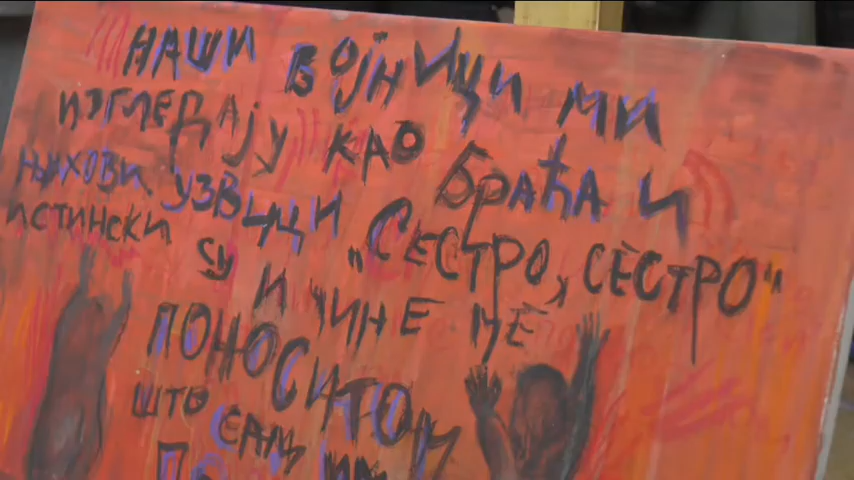 НАШИ ВОЈНИЦИ МИ
ИЗГЛЕДАЈУ КАО БРАЋА И
ЊИХОВИ УЗВИЦИ "СЕСТРО, СЕСТРО"
ИСТИНСКИ СУ И ЧИНЕ МЕ
ПОНОСИТОМ
ШТО САМ